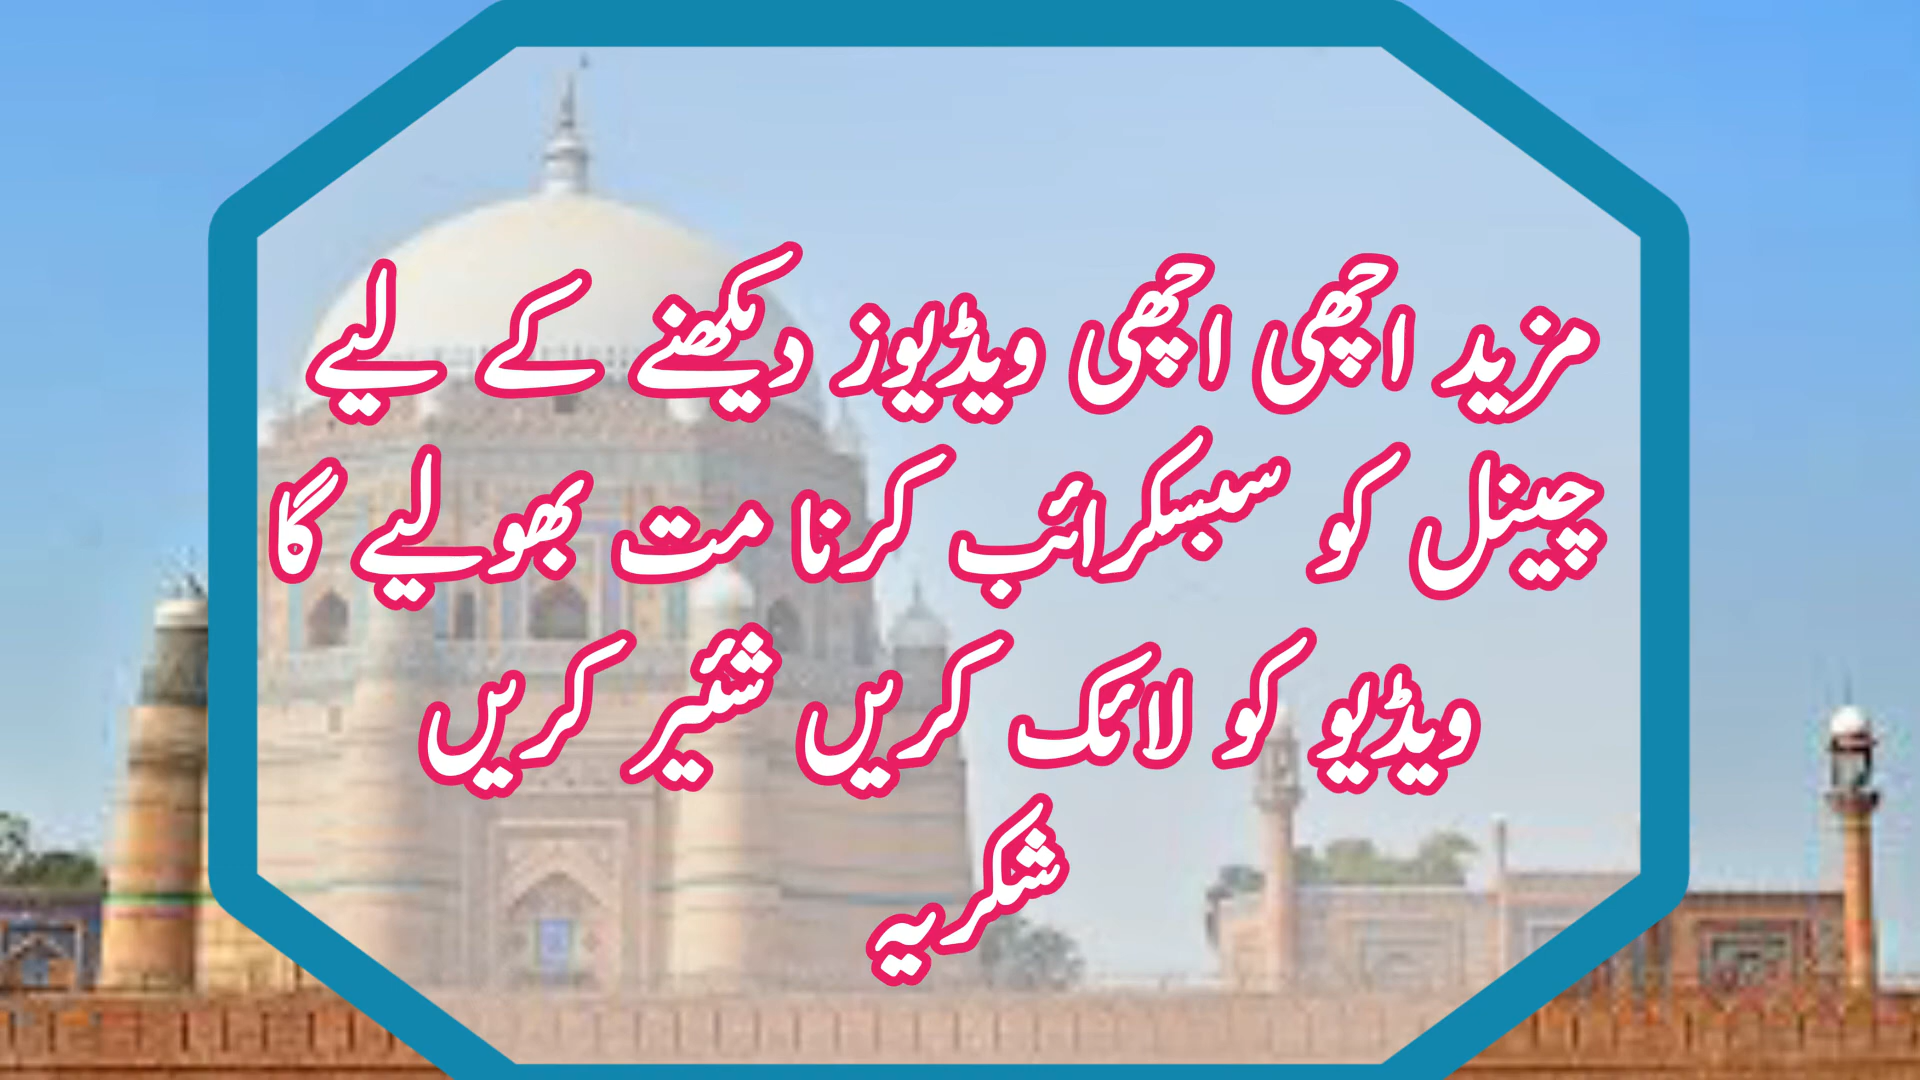 مزید اچھی اچھی ویڈیوز دیکھنے کے لیے
چینل کو سبسکرائب کرنا مت بھولیے گا
ویڈیو کو لائک کریں شئیر کریں
شکریہ